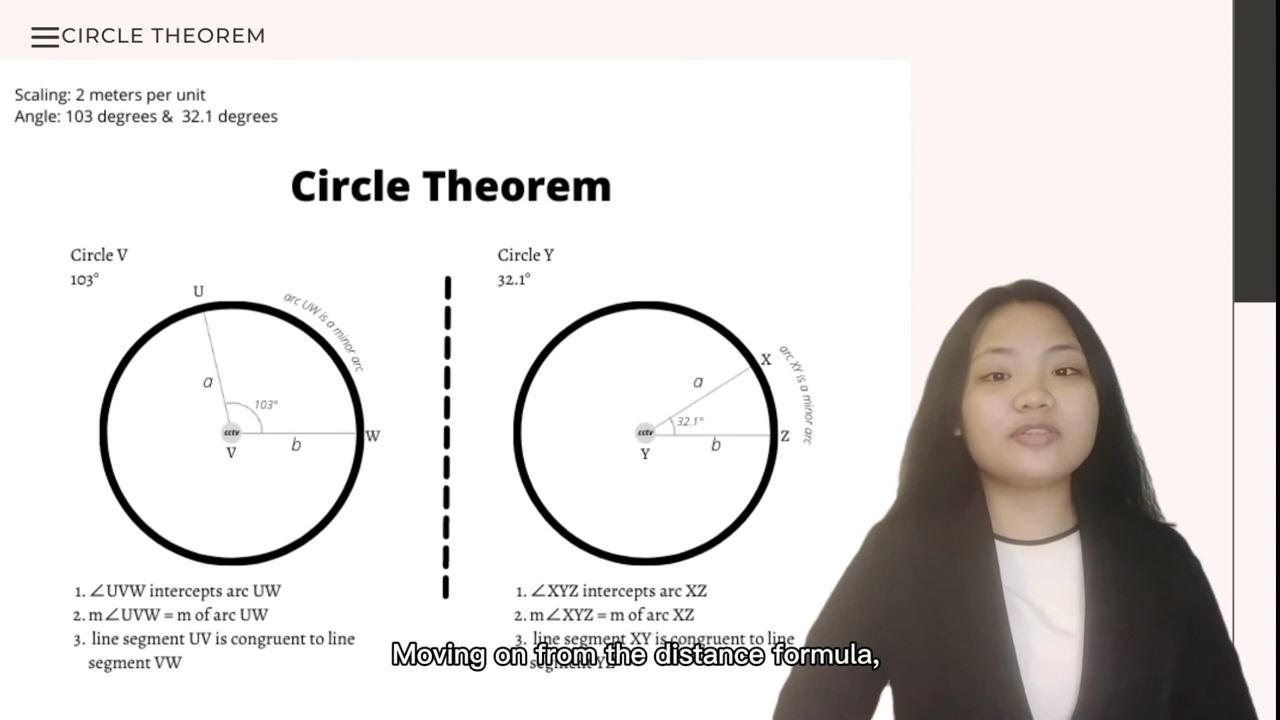 CIRCLE THEOREM
Scaling: 2 meters per unit
Angle: 103 degrees & 32.1 degrees
Circle Theorem
Circle V
103°
U
arc UW is a minor arc
a
103°
cctv
W
b
V
1. ∠UVW intercepts arc UW
2. m∠UVW = m of arc UW
3. line segment UV is congruent to line
segment VW
Circle Y
32.1°
X
arc XY is a minor arc
a
32.1°
cctv
Z
b
Y
1. ∠XYZ intercepts arc XZ
2. m∠XYZ = m of arc XZ
3. line segment XY is congruent to line
segment YZ
Moving on from the distance formula,